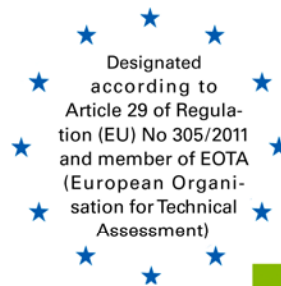 Designated
according to
Article 29 of Regula-
tion (EU) No 305/2011
and member of EOTA
(European Organi-
sation for Technical
Assessment)